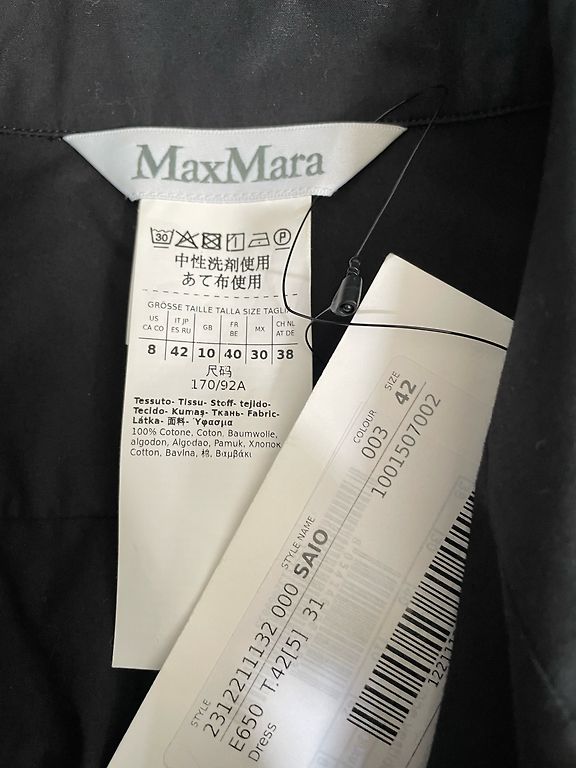 MaxMara
30
P
中性洗剤使用
あて布使用
GRÖSSE TAILLE TALLA SIZE TAGLIA
US CA CO
IT JP ES RU
GB
FR BE
MX
CH NL AT DE
8 42 10 40 30 38
尺码
170/92A
Tessuto- Tissu- Stoff- tejido-
Tecido- Kumaş- Ткань- Fabric-
Látka- 面料- Ύφασμα
100% Cotone, Coton, Baumwolle,
algodon, Algodao, Pamuk, Хлопок
Cotton, Bavlna, 棉, Βαμβάκι
COLOUR
003
SIZE
42
1001507002
STYLE NAME
SAIO
STYLE
2312211132 000
E650 T.42[5] 31
Dress